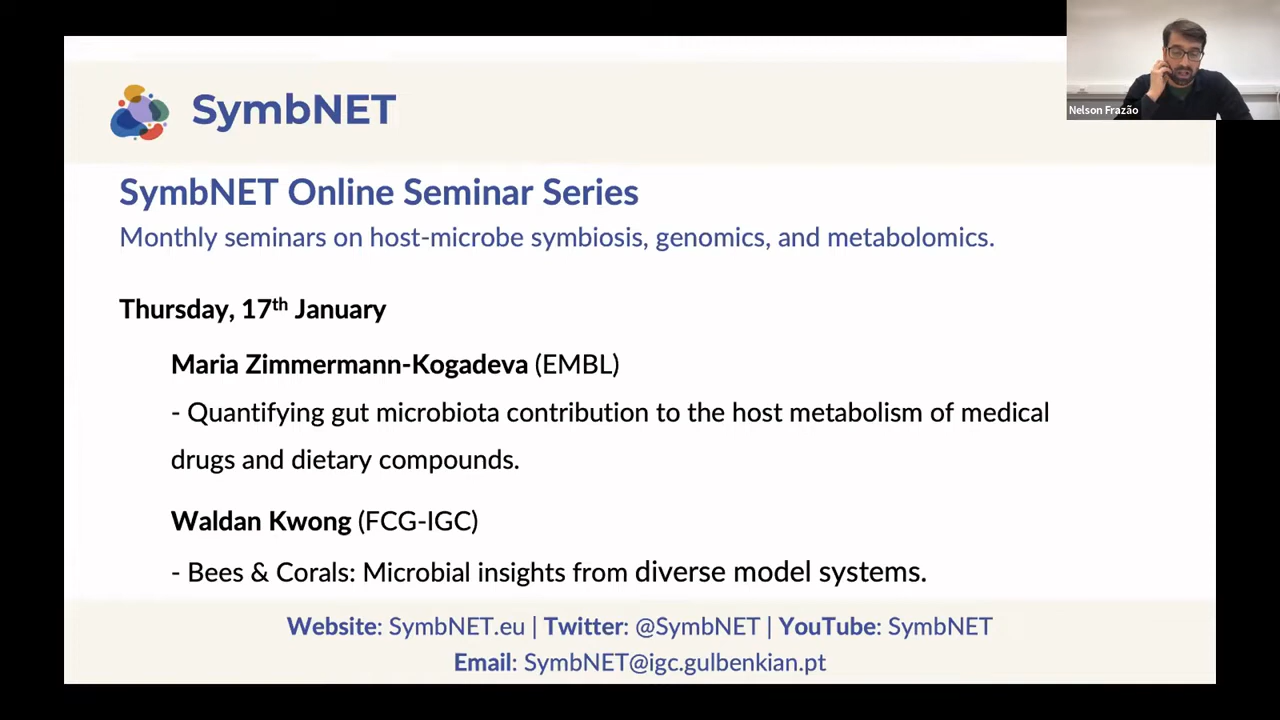 SymbNET
Nelson Frazão
SymbNET Online Seminar Series
Monthly seminars on host-microbe symbiosis, genomics, and metabolomics.
Thursday, 17th January
Maria Zimmermann-Kogadeva (EMBL)
- Quantifying gut microbiota contribution to the host metabolism of medical
drugs and dietary compounds.
Waldan Kwong (FCG-IGC)
- Bees & Corals: Microbial insights from diverse model systems.
Website: SymbNET.eu | Twitter: @SymbNET | YouTube: SymbNET
Email: SymbNET@igc.gulbenkian.pt